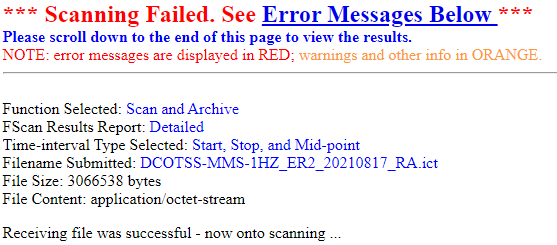 *** Scanning Failed. See Error Messages Below ***
Please scroll down to the end of this page to view the results.
NOTE: error messages are displayed in RED; warnings and other info in ORANGE.
Function Selected: Scan and Archive
FScan Results Report: Detailed
Time-interval Type Selected: Start, Stop, and Mid-point
Filename Submitted: DCOTSS-MMS-1HZ_ER2_20210817_RA.ict
File Size: 3066538 bytes
File Content: application/octet-stream
Receiving file was successful - now onto scanning ...